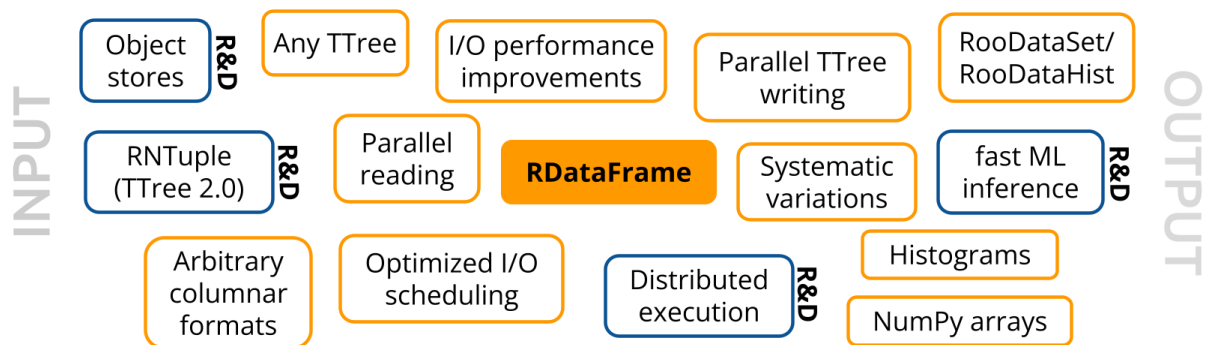 INPUT
Object
stores
R&D
Any TTree
I/O performance
improvements
Parallel TTree
writing
RooDataSet/
RooDataHist
OUTPUT
RNTuple
(TTree 2.0)
R&D
Parallel
reading
RDataFrame
Systematic
variations
fast ML
inference
R&D
Arbitrary
columnar
formats
Optimized I/O
scheduling
Distributed
execution
R&D
Histograms
NumPy arrays